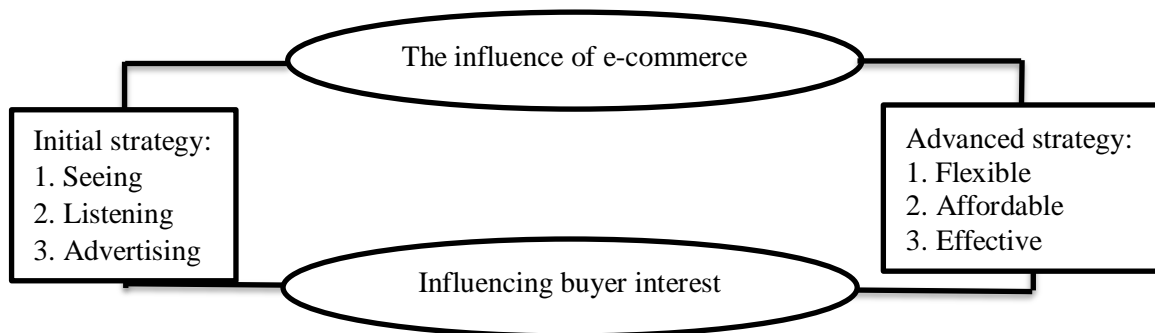 The influence of e-commerce
Initial strategy:
1. Seeing
2. Listening
3. Advertising
Advanced strategy:
1. Flexible
2. Affordable
3. Effective
Influencing buyer interest